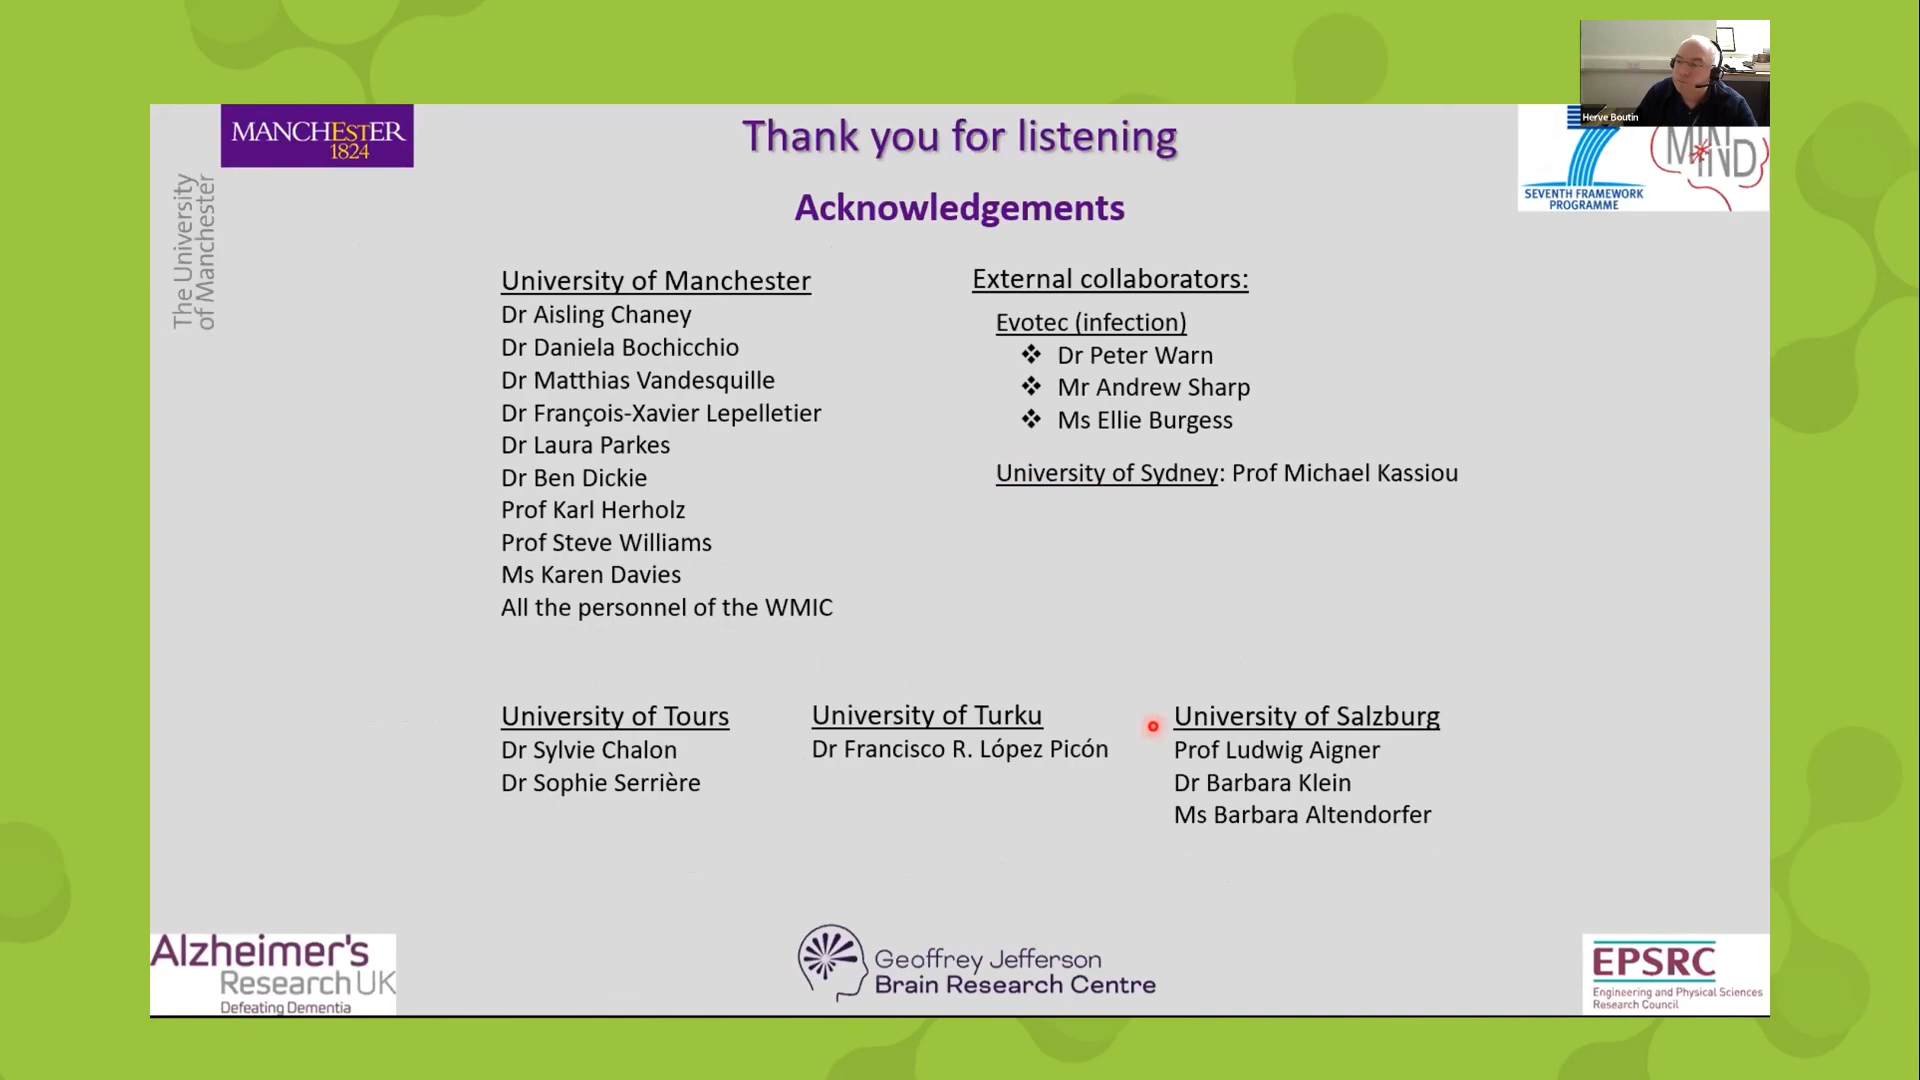 Herve Boutin
MANCHESTER
1824
The University
of Manchester
Thank you for listening
Acknowledgements
SEVENTH FRAMEWORK
PROGRAMME
MIND
University of Manchester
Dr Aisling Chaney
Dr Daniela Bochicchio
Dr Matthias Vandesquille
Dr François-Xavier Lepelletier
Dr Laura Parkes
Dr Ben Dickie
Prof Karl Herholz
Prof Steve Williams
Ms Karen Davies
All the personnel of the WMIC
External collaborators:
Evotec (infection)
❖ Dr Peter Warn
❖ Mr Andrew Sharp
❖ Ms Ellie Burgess
University of Sydney: Prof Michael Kassiou
University of Tours
Dr Sylvie Chalon
Dr Sophie Serrière
University of Turku
Dr Francisco R. López Picón
University of Salzburg
Prof Ludwig Aigner
Dr Barbara Klein
Ms Barbara Altendorfer
Alzheimer's
Research UK
Defeating Dementia
Geoffrey Jefferson
Brain Research Centre
EPSRC
Engineering and Physical Sciences
Research Council